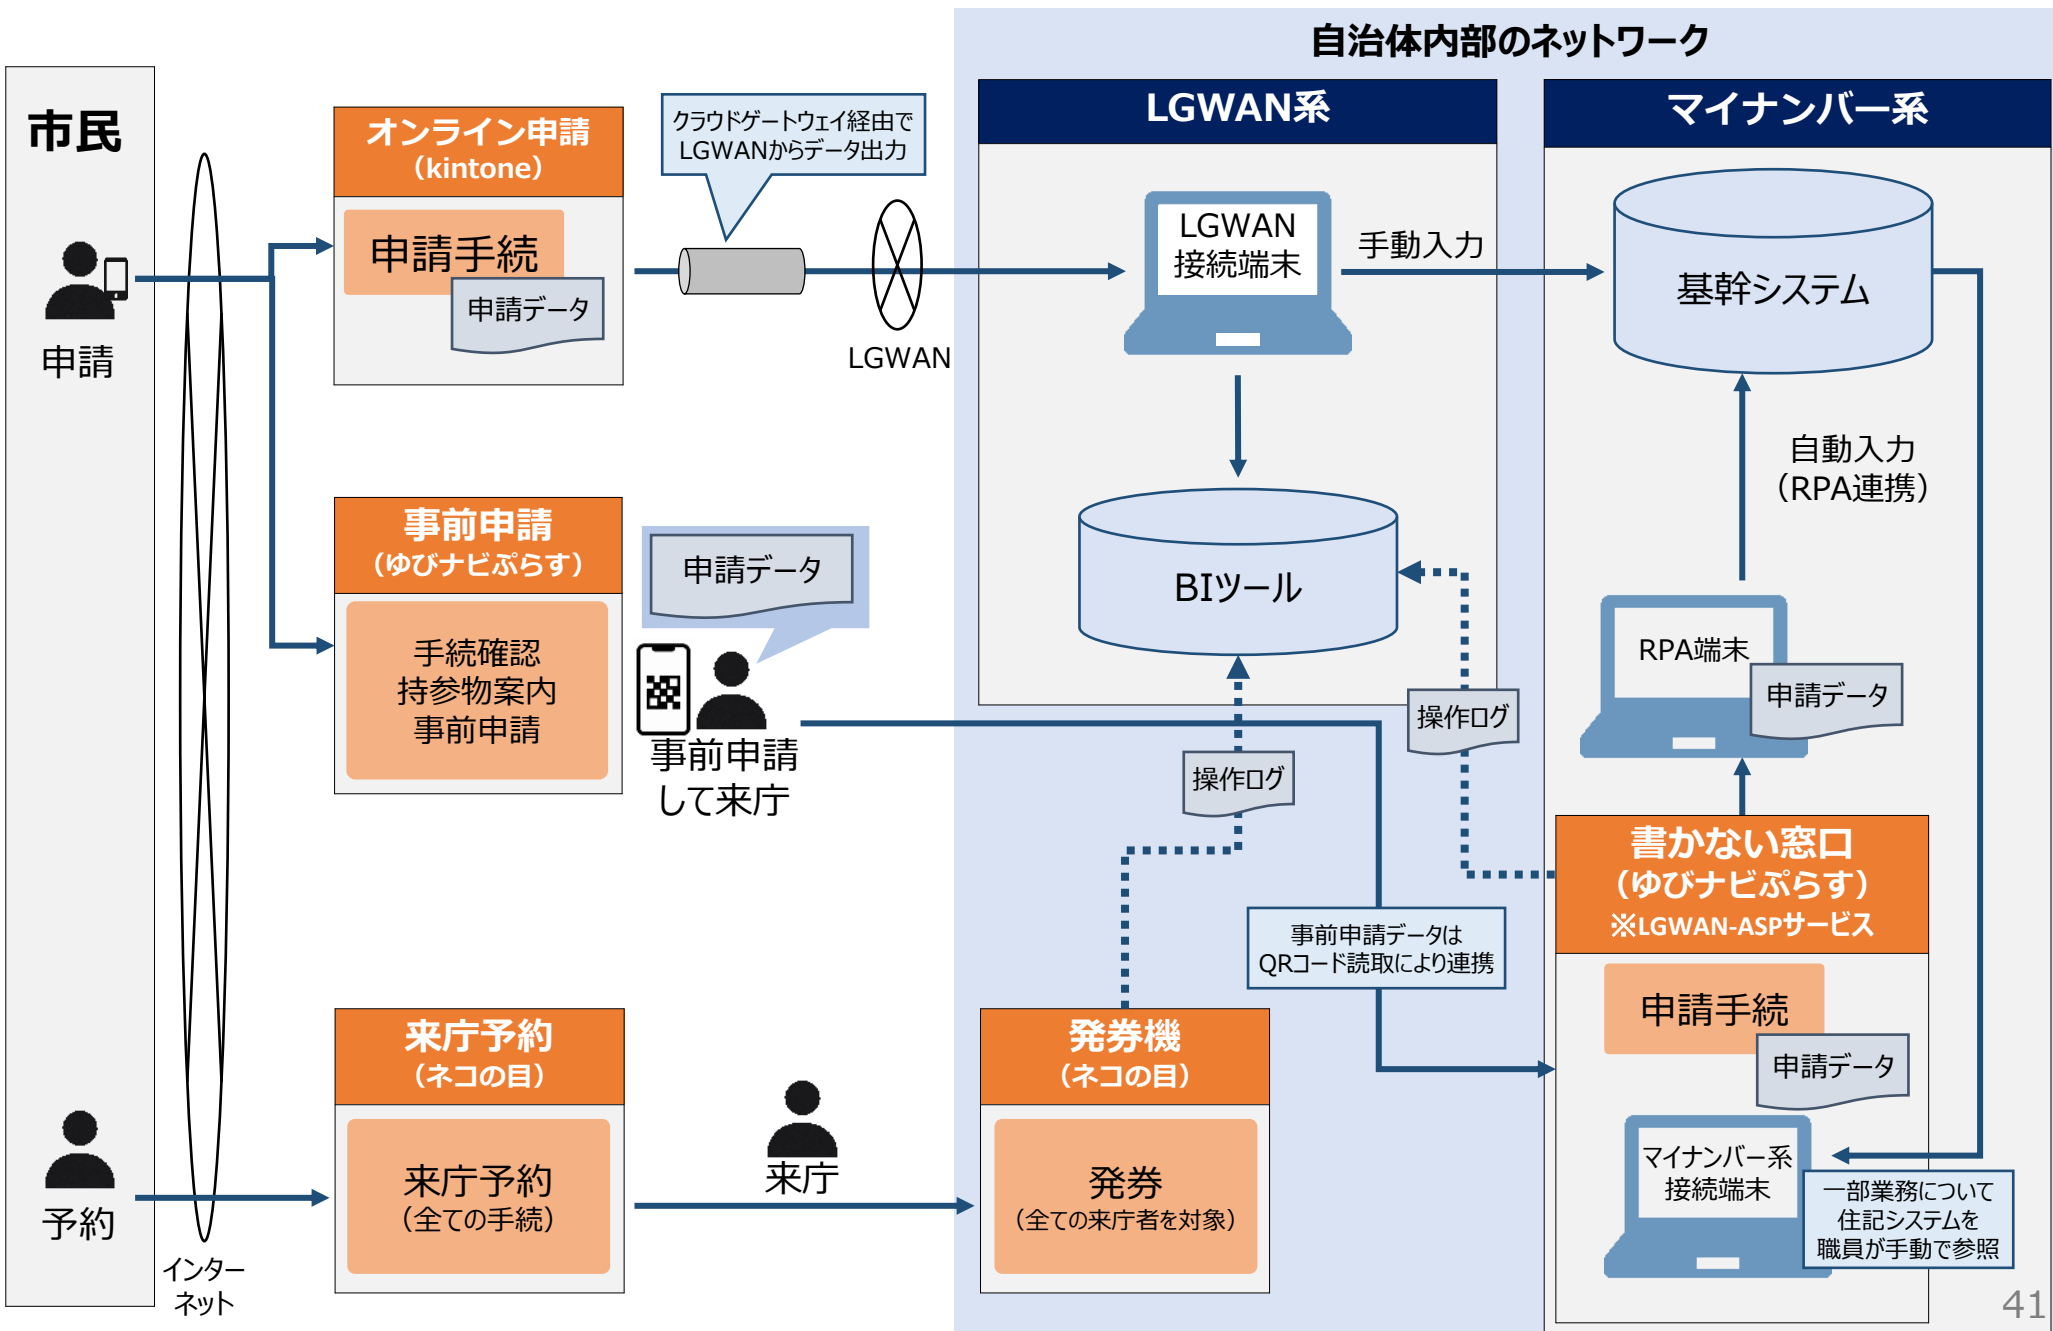 自治体内部のネットワーク
市民
申請
予約
インター
ネット
オンライン申請
（kintone）
申請手続
申請データ
クラウドゲートウェイ経由で
LGWANからデータ出力
LGWAN
事前申請
（ゆびナビぷらす）
手続確認
持参物案内
事前申請
申請データ
事前申請
して来庁
来庁予約
（ネコの目）
来庁予約
（全ての手続）
来庁
LGWAN系
LGWAN
接続端末
手動入力
BIツール
操作ログ
操作ログ
事前申請データは
QRコード読取により連携
発券機
（ネコの目）
発券
（全ての来庁者を対象）
マイナンバー系
基幹システム
自動入力
（RPA連携）
RPA端末
申請データ
書かない窓口
（ゆびナビぷらす）
※LGWAN-ASPサービス
申請手続
申請データ
マイナンバー系
接続端末
一部業務について
住記システムを
職員が手動で参照
41